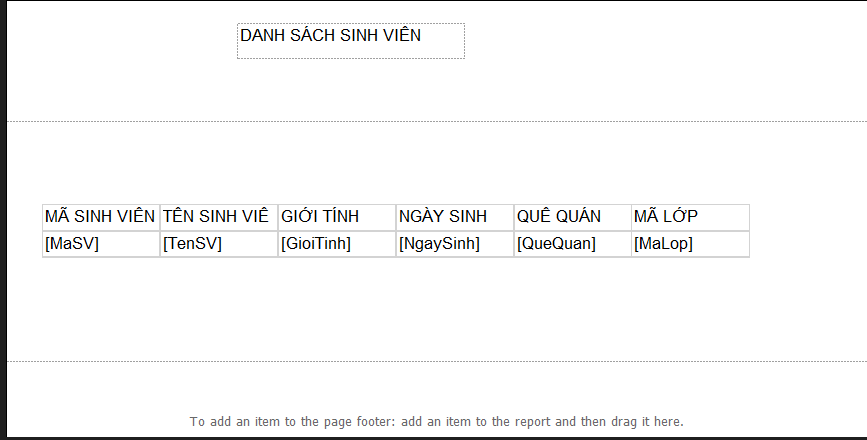 DANH SÁCH SINH VIÊN
MÃ SINH VIÊN TÊN SINH VIÊ GIỚI TÍNH NGÀY SINH QUÊ QUÁN MÃ LỚP
[MaSV] [TenSV] [GioiTinh] [NgaySinh] [QueQuan] [MaLop]
To add an item to the page footer: add an item to the report and then drag it here.